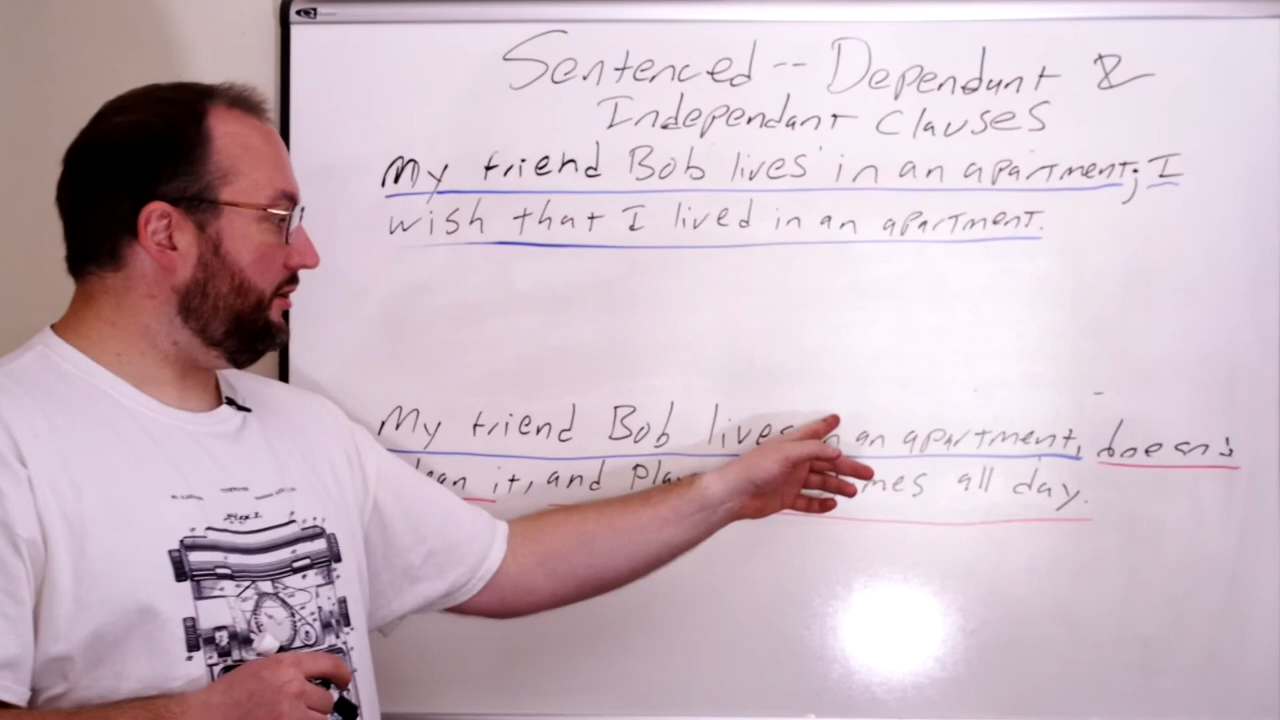 Sentenced -- Dependant &
Independant Clauses
My friend Bob lives in an apartment; I
wish that I lived in an apartment.
My friend Bob lives an apartment, doesn't
it, and all day.